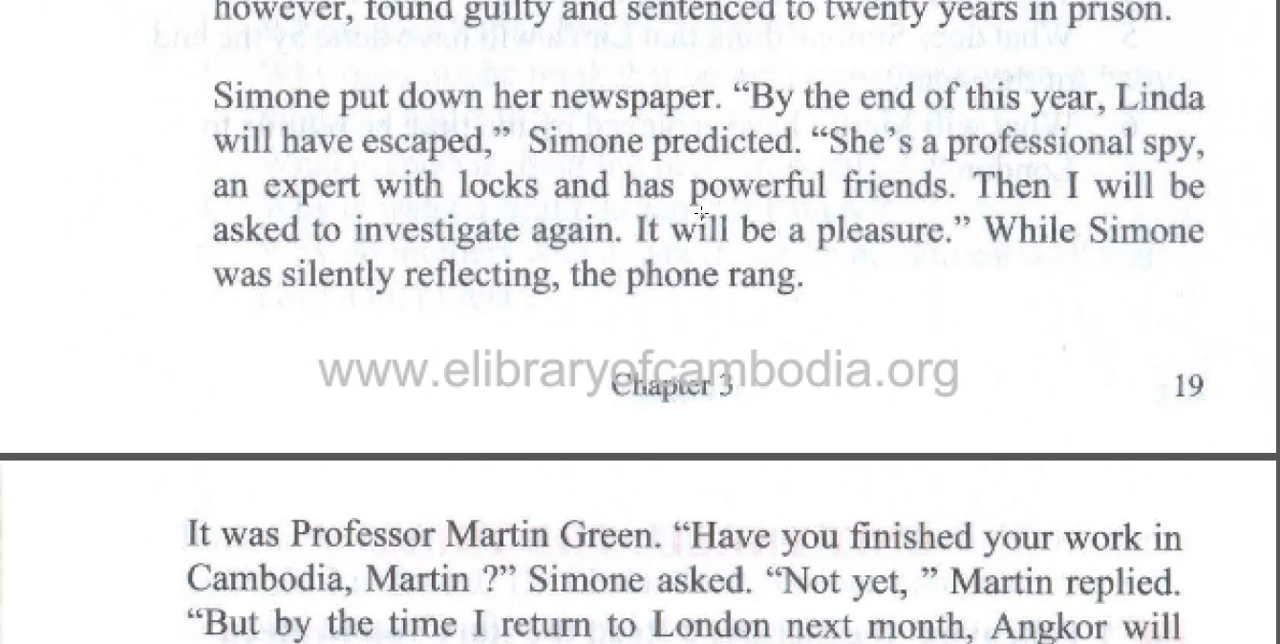 however, found guilty and sentenced to twenty years in prison.
Simone put down her newspaper. “By the end of this year, Linda
will have escaped,” Simone predicted. “She’s a professional spy,
an expert with locks and has powerful friends. Then I will be
asked to investigate again. It will be a pleasure.” While Simone
was silently reflecting, the phone rang.
www.elibraryofcambodia.org
Chapter 3 19
It was Professor Martin Green. “Have you finished your work in
Cambodia, Martin ?” Simone asked. “Not yet, ” Martin replied.
“But by the time I return to London next month, Angkor will